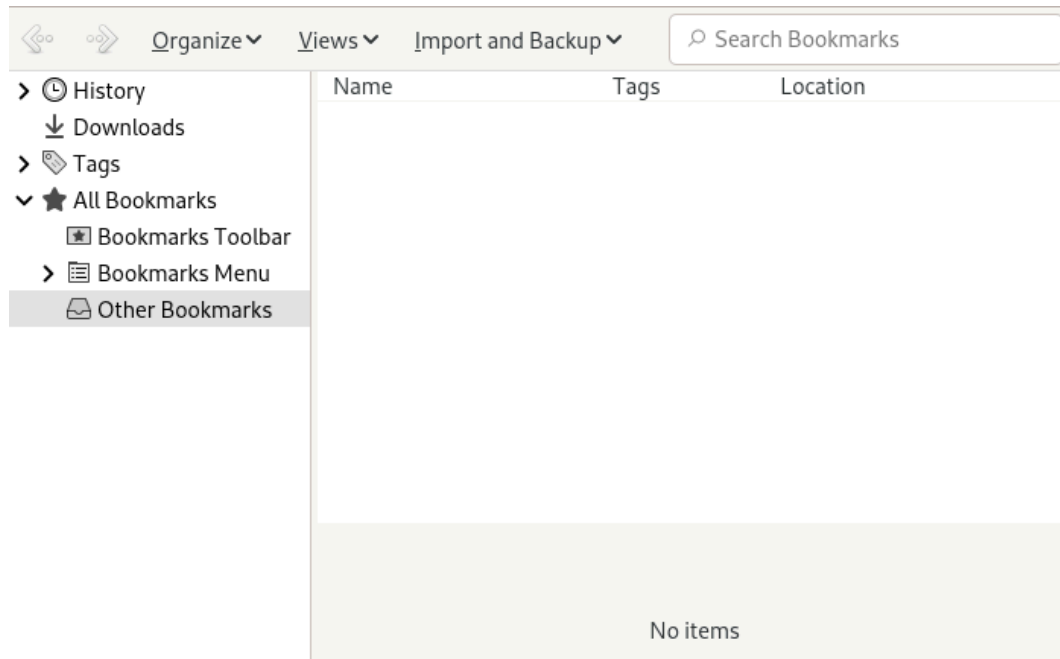 Organize Views Import and Backup Search Bookmarks
Name Tags Location
History
Downloads
Tags
All Bookmarks
Bookmarks Toolbar
Bookmarks Menu
Other Bookmarks
No items